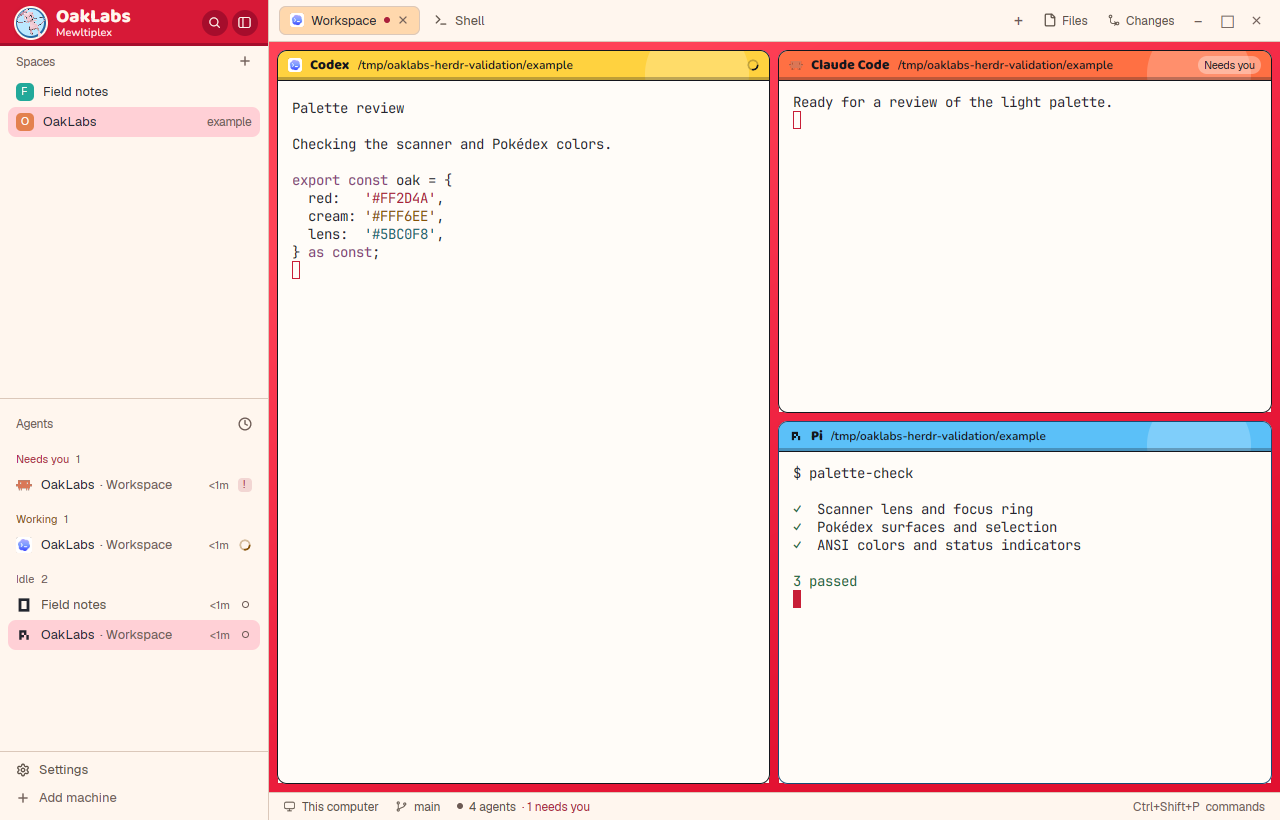 OakLabs
Mewltiplex
Spaces
F Field notes
O OakLabs example
Agents
Needs you 1
OakLabs · Workspace <1m !
Working 1
OakLabs · Workspace <1m
Idle 2
Field notes <1m
OakLabs · Workspace <1m
Settings
Add machine
Workspace
Shell
Files
Changes
Codex /tmp/oaklabs-herdr-validation/example
Palette review
Checking the scanner and Pokédex colors.
export const oak = {
  red:   '#FF2D4A',
  cream: '#FFF6EE',
  lens:  '#5BC0F8',
} as const;
Claude Code /tmp/oaklabs-herdr-validation/example Needs you
Ready for a review of the light palette.
Pi /tmp/oaklabs-herdr-validation/example
$ palette-check
✓ Scanner lens and focus ring
✓ Pokédex surfaces and selection
✓ ANSI colors and status indicators
3 passed
This computer main 4 agents · 1 needs you Ctrl+Shift+P commands